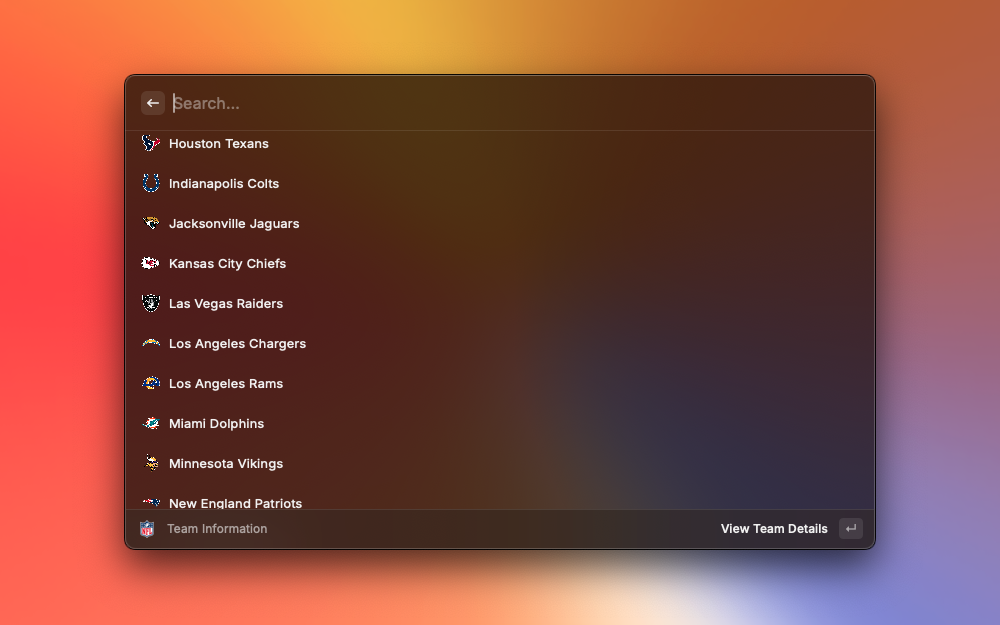 Search...
Houston Texans
Indianapolis Colts
Jacksonville Jaguars
Kansas City Chiefs
Las Vegas Raiders
Los Angeles Chargers
Los Angeles Rams
Miami Dolphins
Minnesota Vikings
New England Patriots
NFL Team Information
View Team Details